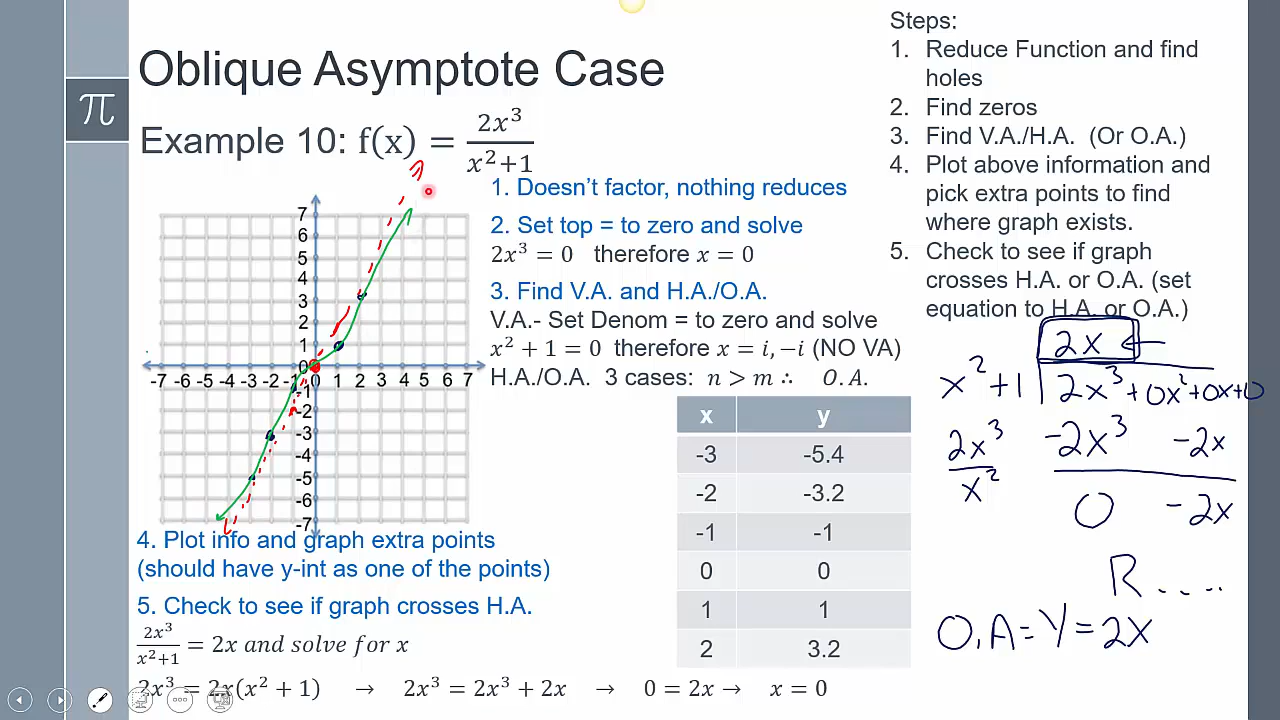 π
Oblique Asymptote Case
Example 10: f(x) = 2x³/(x²+1)
Steps:
1. Reduce Function and find holes
2. Find zeros
3. Find V.A./H.A. (Or O.A.)
4. Plot above information and pick extra points to find where graph exists.
5. Check to see if graph crosses H.A. or O.A. (set equation to H.A. or O.A.)
1. Doesn't factor, nothing reduces
2. Set top = to zero and solve
2x³ = 0 therefore x = 0
3. Find V.A. and H.A./O.A.
V.A.- Set Denom = to zero and solve
x² + 1 = 0 therefore x = i, −i (NO VA)
H.A./O.A. 3 cases: n > m ∴ O.A.
7
6
5
4
3
2
1
0
-7 -6 -5 -4 -3 -2 -1 0 1 2 3 4 5 6 7
-1
-2
-3
-4
-5
-6
-7
x y
-3 -5.4
-2 -3.2
-1 -1
0 0
1 1
2 3.2
4. Plot info and graph extra points
(should have y-int as one of the points)
5. Check to see if graph crosses H.A.
2x³/(x²+1) = 2x and solve for x
2x³ = 2x(x² + 1) → 2x³ = 2x³ + 2x → 0 = 2x → x = 0
2x ←
x² + 1 | 2x³ + 0x² + 0x + 0
2x³/x²
-2x³ -2x
0 -2x
R....
O.A = Y = 2X